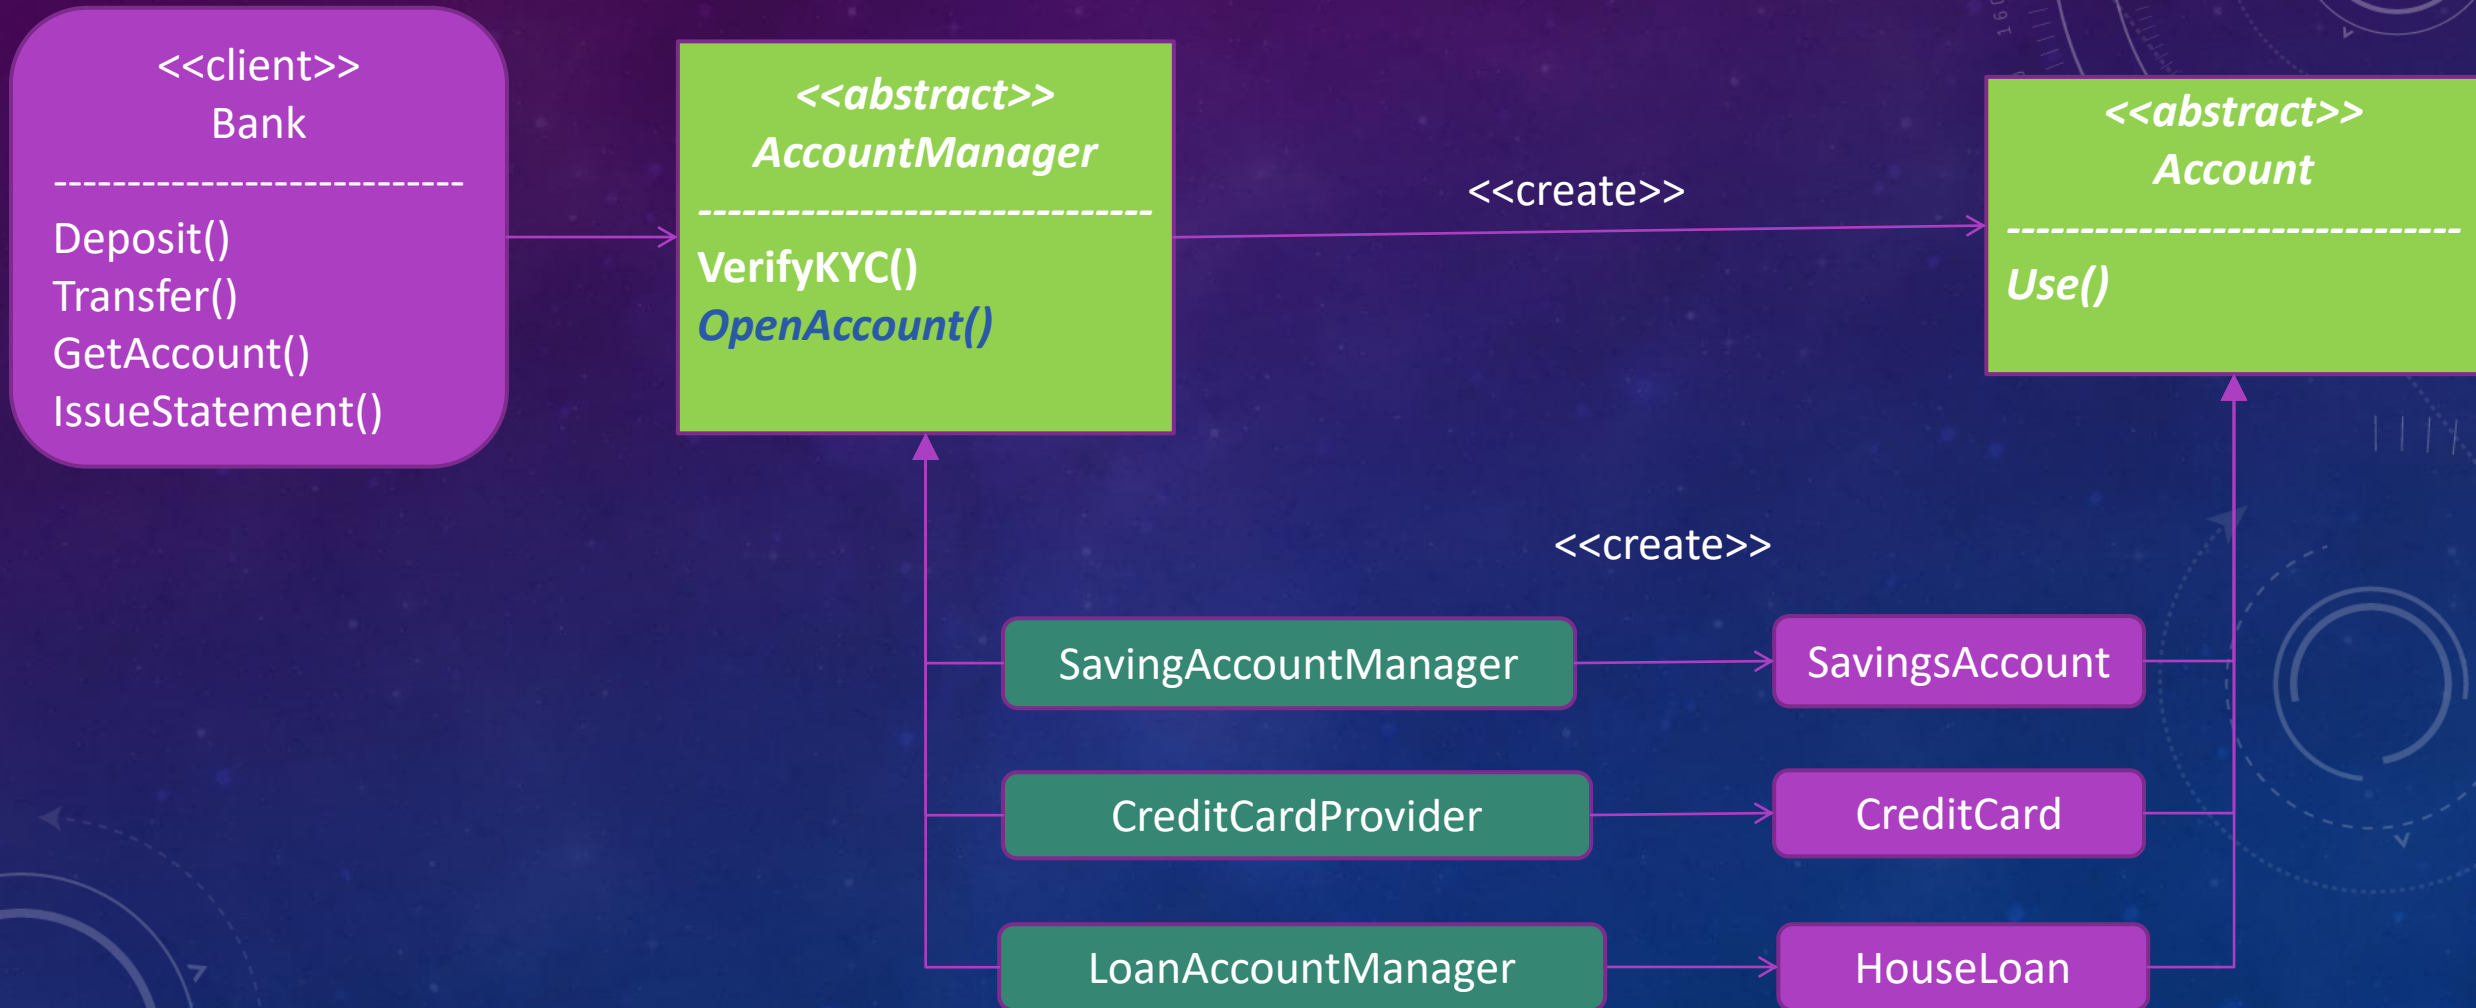 <<client>>
Bank
----------------------------
Deposit()
Transfer()
GetAccount()
IssueStatement()
<<abstract>>
AccountManager
-------------------------------
VerifyKYC()
OpenAccount()
<<create>>
<<abstract>>
Account
-------------------------------
Use()
<<create>>
SavingAccountManager
SavingsAccount
CreditCardProvider
CreditCard
LoanAccountManager
HouseLoan